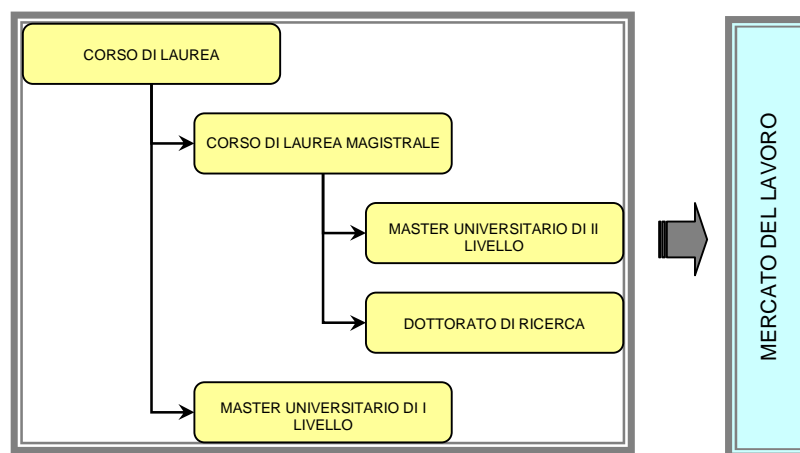 CORSO DI LAUREA
CORSO DI LAUREA MAGISTRALE
MASTER UNIVERSITARIO DI II
LIVELLO
DOTTORATO DI RICERCA
MASTER UNIVERSITARIO DI I
LIVELLO
MERCATO DEL LAVORO